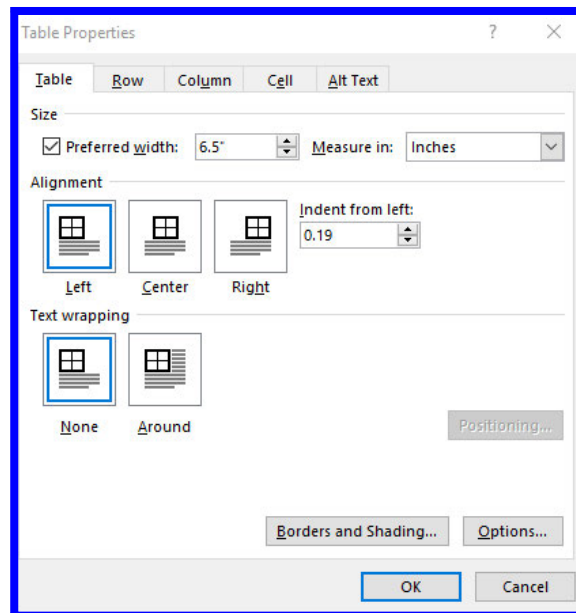 Table Properties ?
Table Row Column Cell Alt Text
Size
Preferred width: 6.5" Measure in: Inches
Alignment
Indent from left:
0.19
Left Center Right
Text wrapping
None Around
Positioning...
Borders and Shading... Options...
OK Cancel